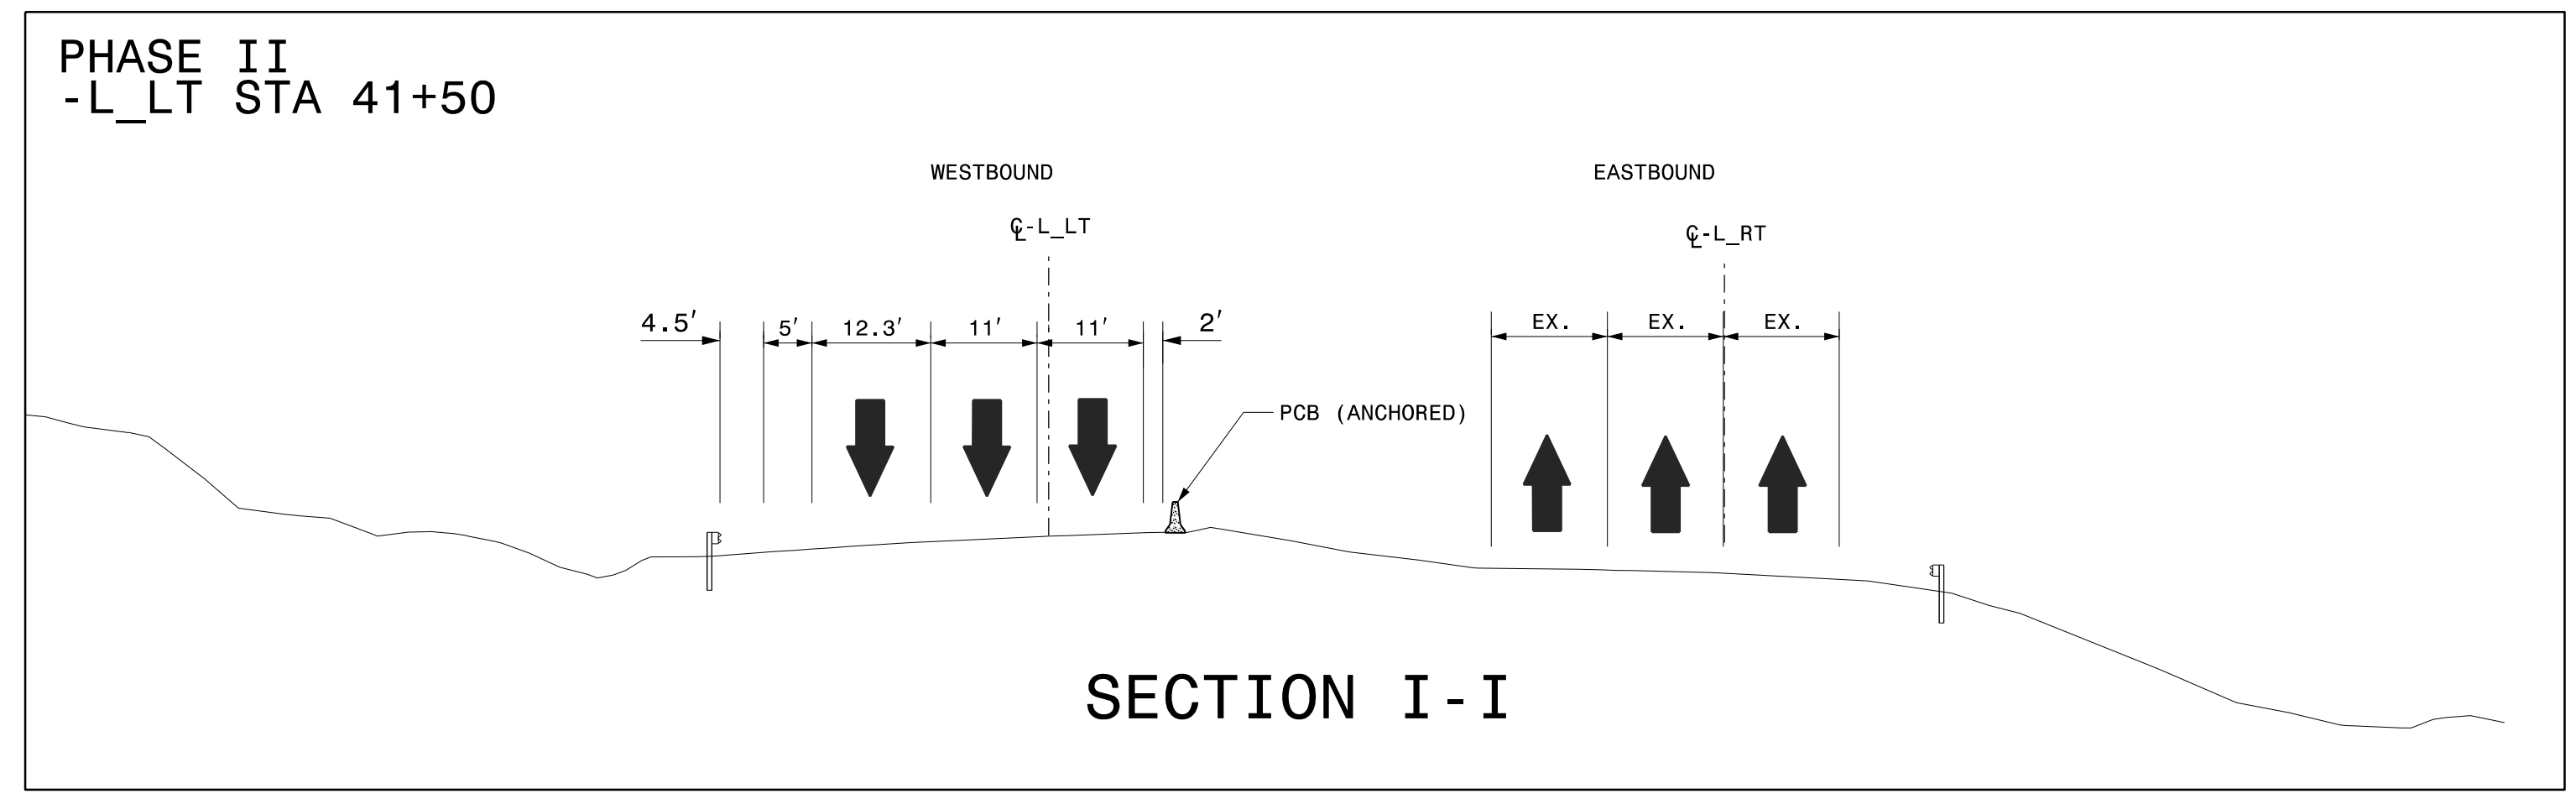 PHASE II
-L_LT STA 41+50
WESTBOUND
EASTBOUND
℄-L_LT
℄-L_RT
4.5' 5' 12.3' 11' 11' 2'
EX. EX. EX.
PCB (ANCHORED)
SECTION I-I